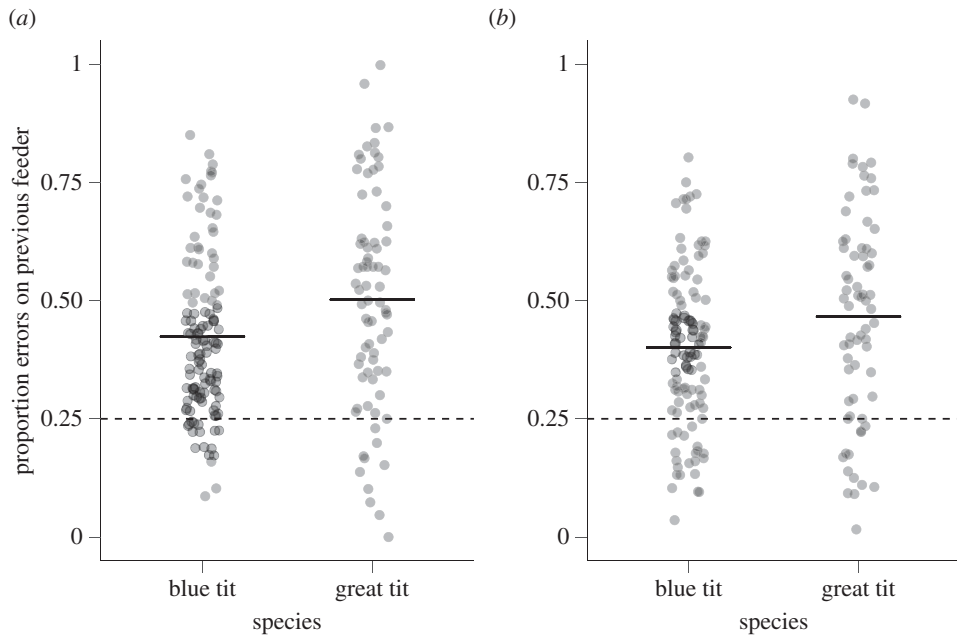 (a)
(b)
proportion errors on previous feeder
1
0.75
0.50
0.25
0
blue tit great tit
species
1
0.75
0.50
0.25
0
blue tit great tit
species